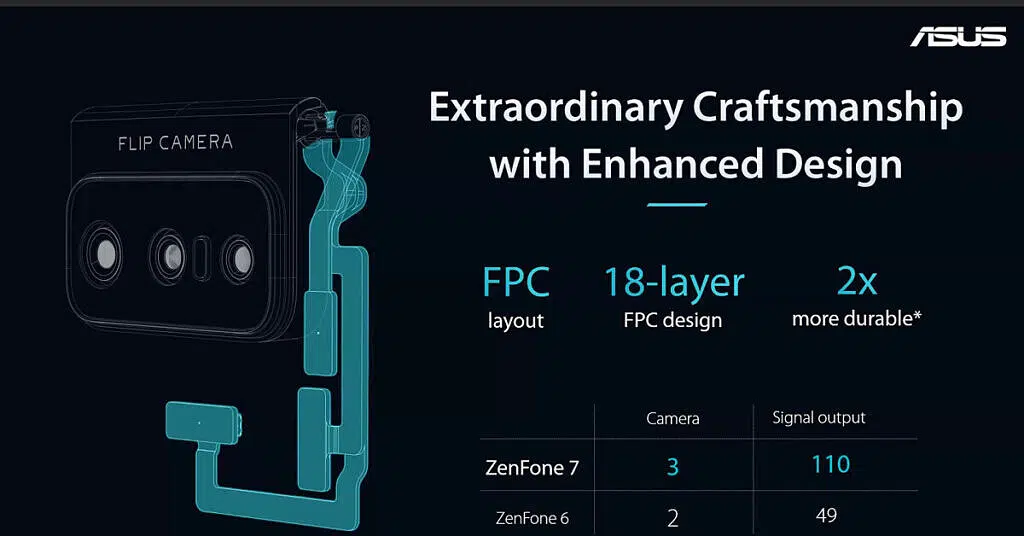 ASUS
Extraordinary Craftsmanship
with Enhanced Design
FLIP CAMERA
FPC
layout
18-layer
FPC design
2x
more durable*
Camera Signal output
ZenFone 7 3 110
ZenFone 6 2 49